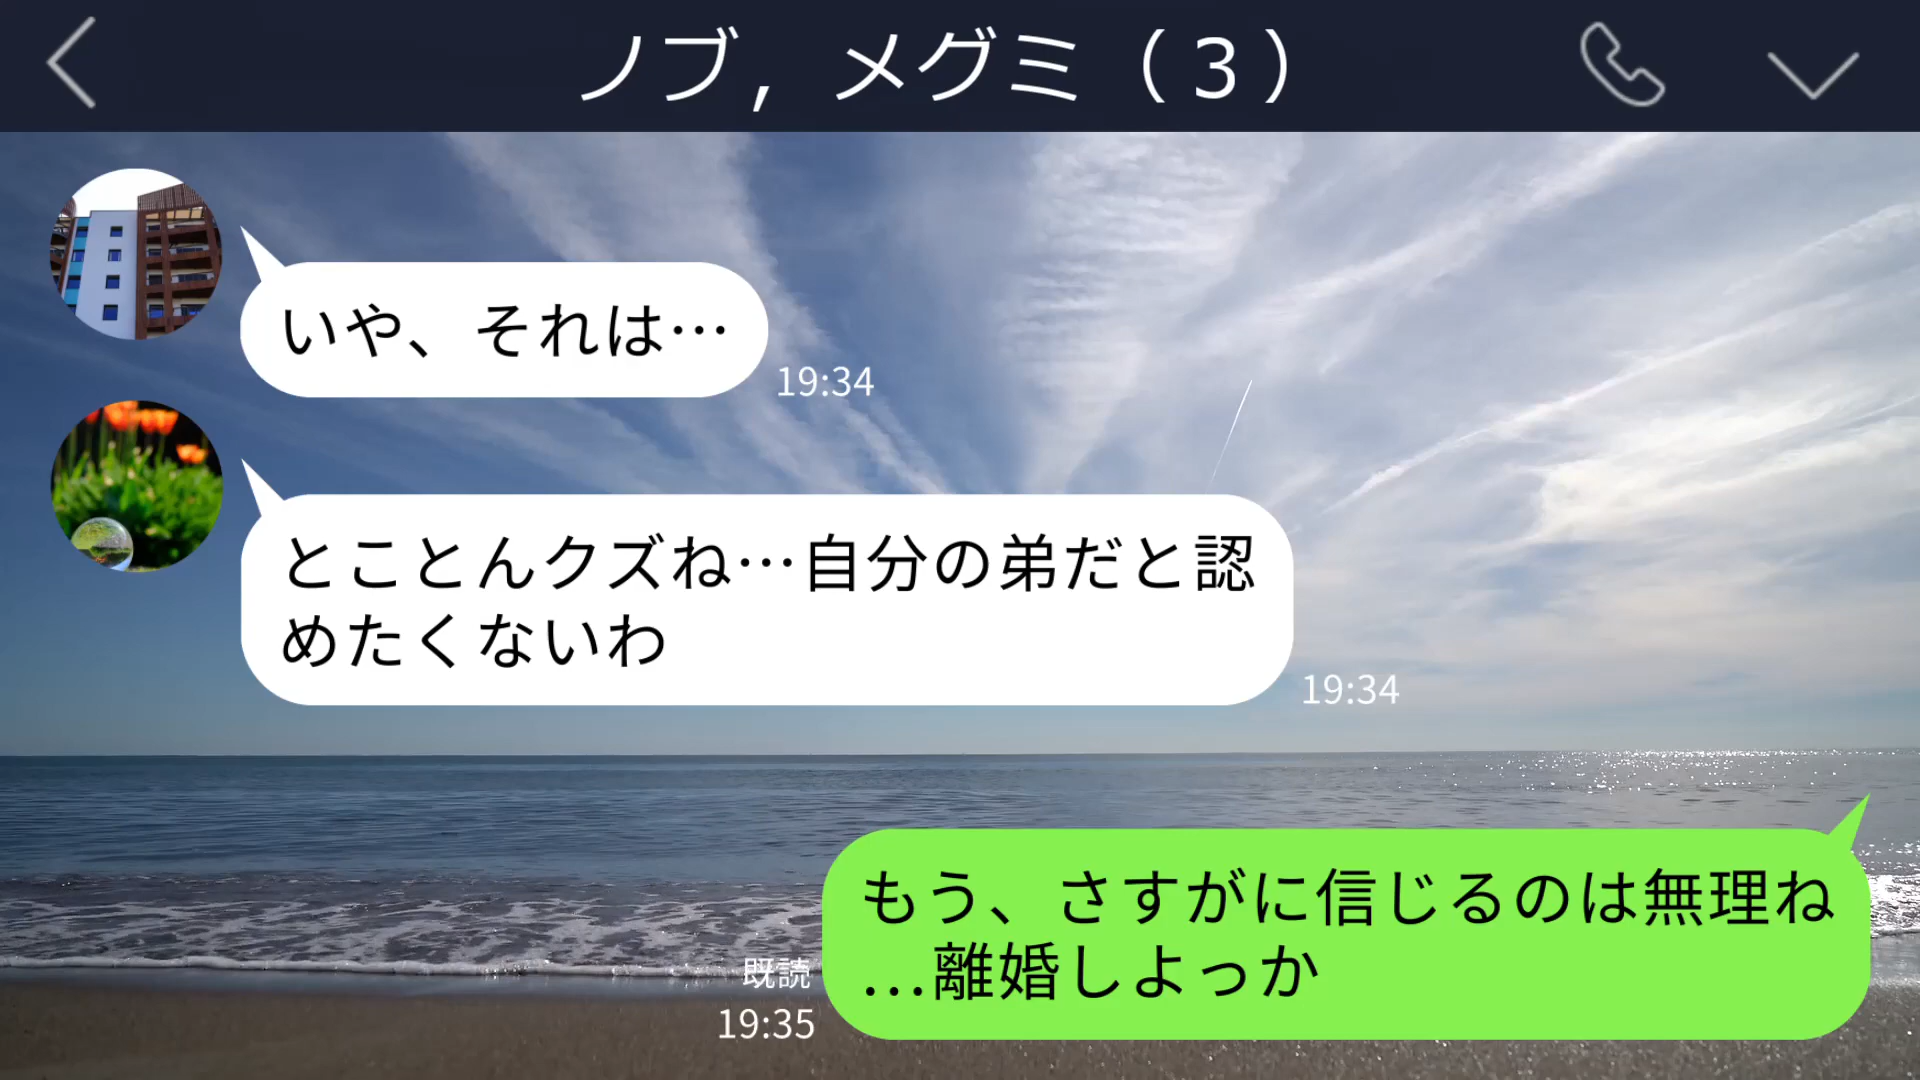 ノブ, メグミ（3）
いや、それは…
19:34
とことんクズね…自分の弟だと認
めたくないわ
19:34
もう、さすがに信じるのは無理ね
…離婚しよっか
既読
19:35